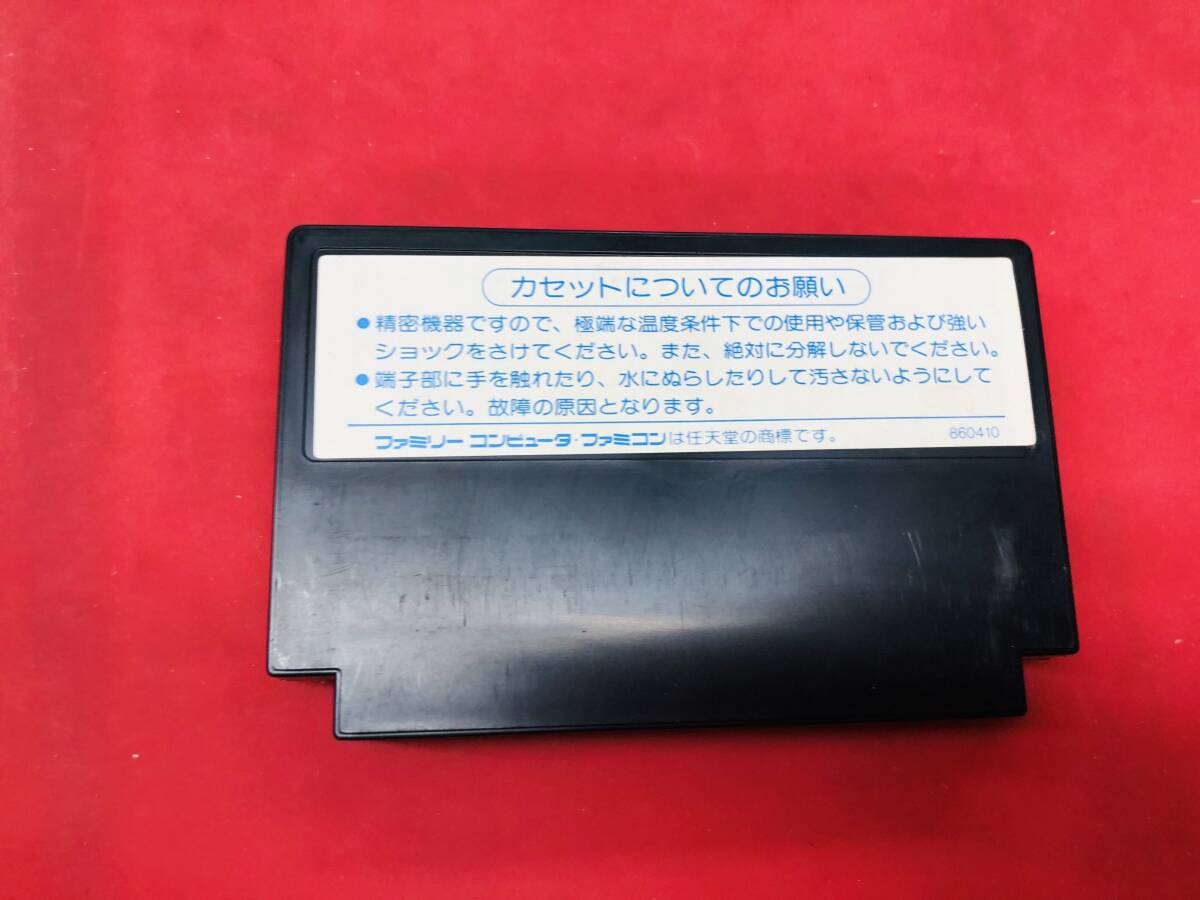 カセットについてのお願い
●精密機器ですので、極端な温度条件下での使用や保管および強い
ショックをさけてください。また、絶対に分解しないでください。
●端子部に手を触れたり、水にぬらしたりして汚さないようにして
ください。故障の原因となります。
ファミリー コンピュータ・ファミコンは任天堂の商標です。 860410